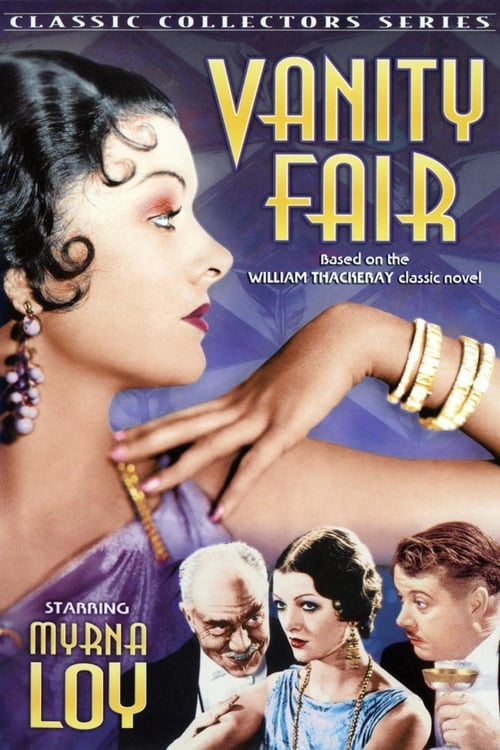 CLASSIC COLLECTORS SERIES
VANITY
FAIR
BASED ON THE
WILLIAM THACKERAY classic novel
STARRING
MYRNA
LOY